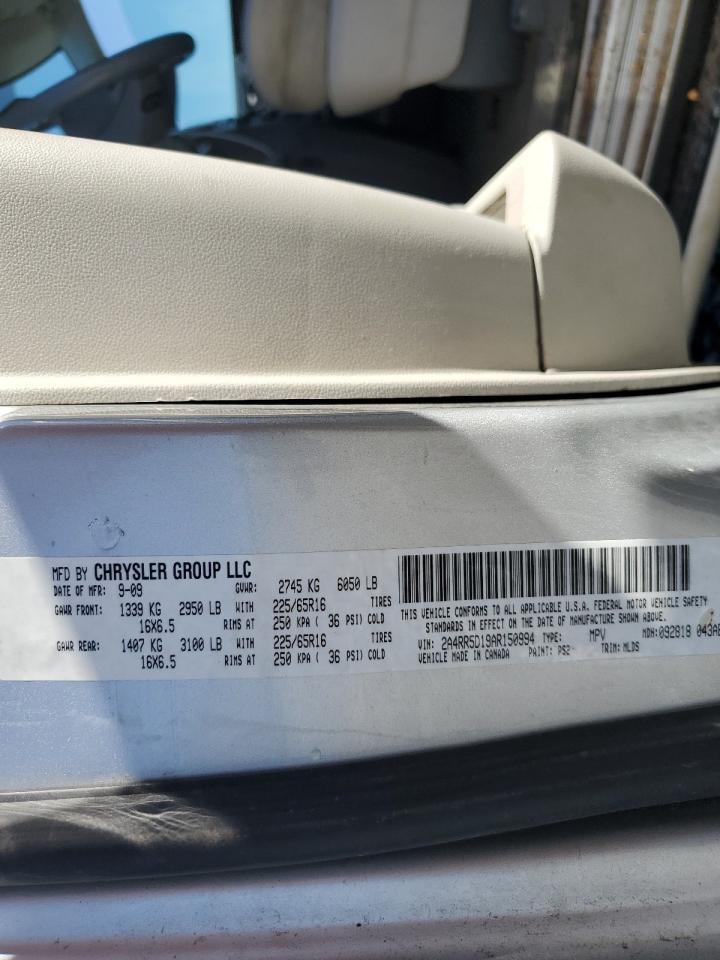 MFD BY CHRYSLER GROUP LLC
DATE OF MFR: 9-09 GVWR: 2745 KG 6050 LB
GAWR FRONT: 1339 KG 2950 LB WITH 225/65R16 TIRES
16X6.5 RIMS AT 250 KPA ( 36 PSI) COLD
GAWR REAR: 1407 KG 3100 LB WITH 225/65R16 TIRES
16X6.5 RIMS AT 250 KPA ( 36 PSI) COLD
THIS VEHICLE CONFORMS TO ALL APPLICABLE U.S.A. FEDERAL MOTOR VEHICLE SAFETY
STANDARDS IN EFFECT ON THE DATE OF MANUFACTURE SHOWN ABOVE.
VIN: 2A4RR5D19AR150994 TYPE: MPV MDH: 092818
VEHICLE MADE IN CANADA PAINT: PS2 TRIM: MLDS